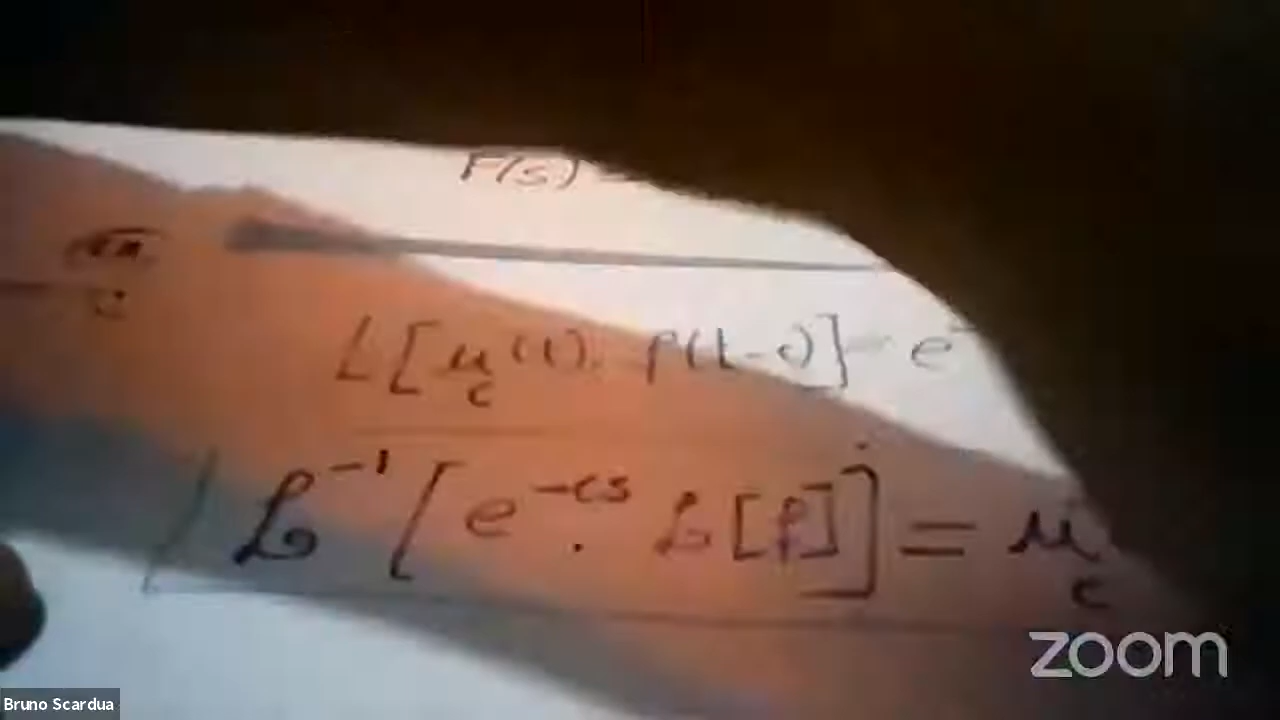 F(s)
L[u_c(t). f(t-c)] = e^-
L^{-1}[e^{-cs} . L[f]] = u_c
zoom
Bruno Scardua